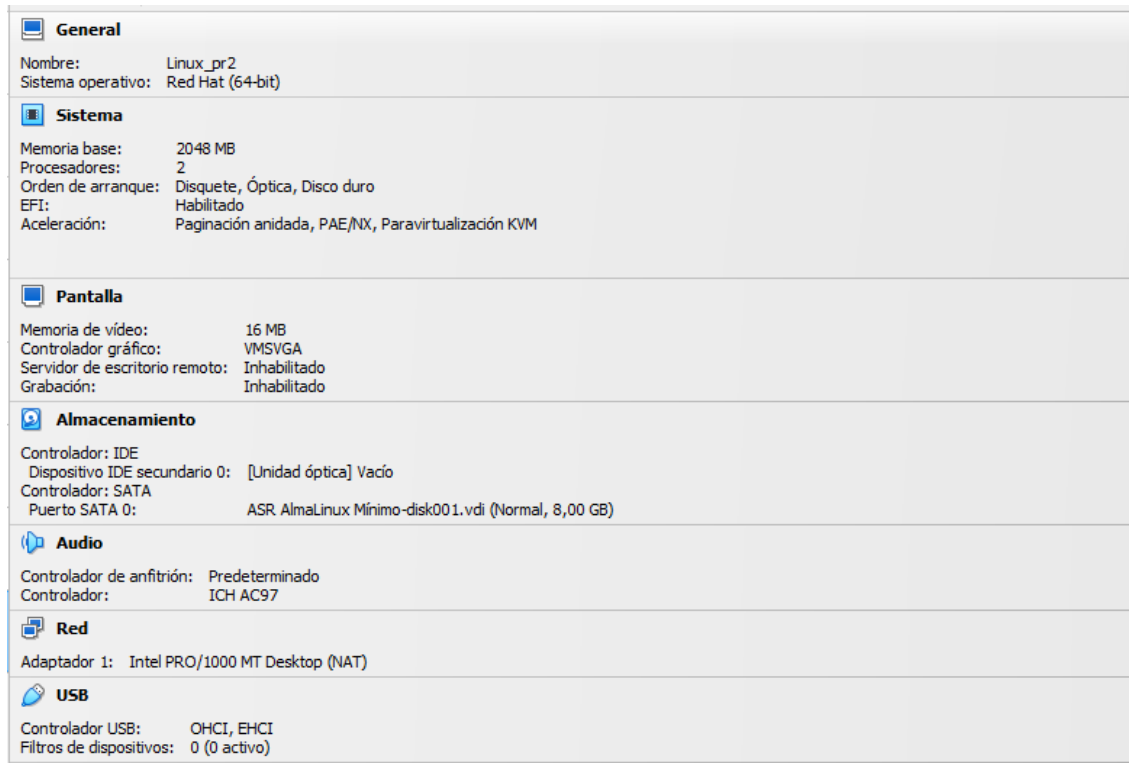 General
Nombre: Linux_pr2
Sistema operativo: Red Hat (64-bit)
Sistema
Memoria base: 2048 MB
Procesadores: 2
Orden de arranque: Disquete, Óptica, Disco duro
EFI: Habilitado
Aceleración: Paginación anidada, PAE/NX, Paravirtualización KVM
Pantalla
Memoria de vídeo: 16 MB
Controlador gráfico: VMSVGA
Servidor de escritorio remoto: Inhabilitado
Grabación: Inhabilitado
Almacenamiento
Controlador: IDE
Dispositivo IDE secundario 0: [Unidad óptica] Vacío
Controlador: SATA
Puerto SATA 0: ASR AlmaLinux Mínimo-disk001.vdi (Normal, 8,00 GB)
Audio
Controlador de anfitrión: Predeterminado
Controlador: ICH AC97
Red
Adaptador 1: Intel PRO/1000 MT Desktop (NAT)
USB
Controlador USB: OHCI, EHCI
Filtros de dispositivos: 0 (0 activo)